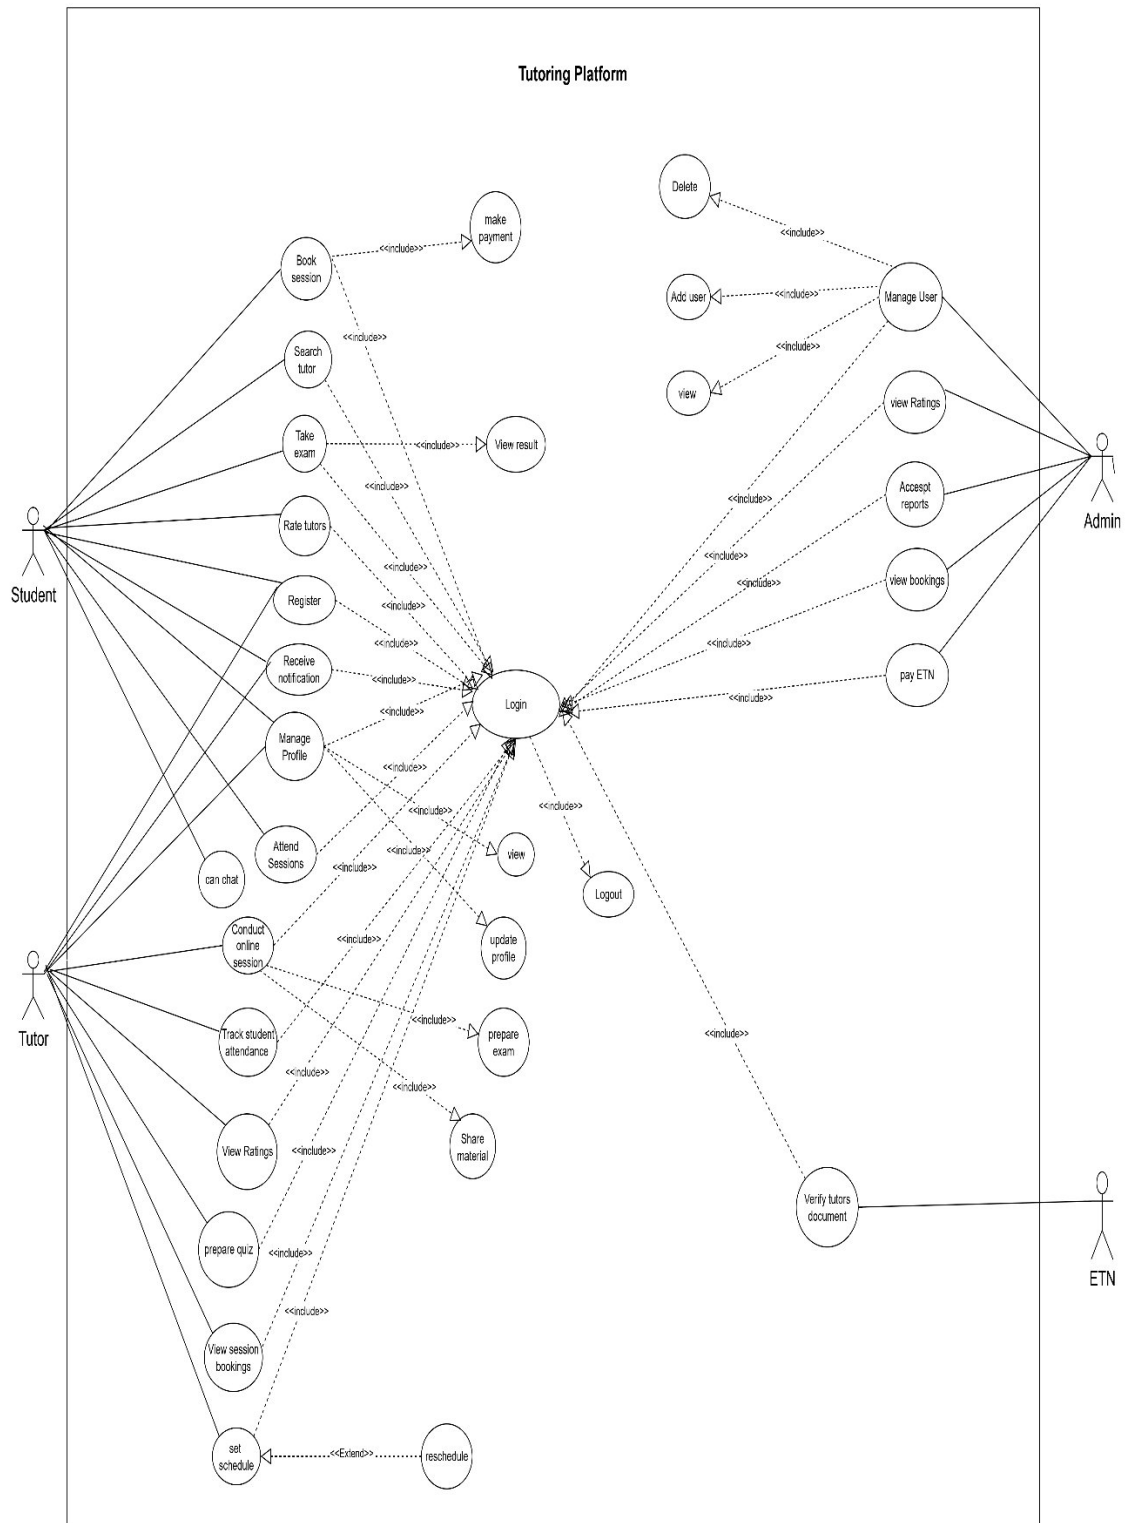 Tutoring Platform
Delete
make
payment
<<include>>
<<include>>
Book
session
Add user
<<include>>
Manage User
<<include>>
<<include>>
Search
tutor
view
view Ratings
Take
exam
<<include>>
View result
<<include>>
<<include>>
Accespt
reports
Student
Rate tutors
Admin
<<include>>
<<include>>
view bookings
<<include>>
Register
<<include>>
<<include>>
Receive
notification
<<include>>
pay ETN
<<include>>
Login
<<include>>
Manage
Profile
<<include>>
<<include>>
<<include>>
<<include>>
Attend
Sessions
<<include>>
<<include>>
view
can chat
Logout
Conduct
online
session
<<include>>
update
profile
Tutor
Track student
attendance
<<include>>
prepare
exam
<<include>>
<<include>>
<<include>>
Share
material
View Ratings
<<include>>
Verify tutors
document
ETN
prepare quiz
<<include>>
<<include>>
View session
bookings
set
schedule
<<Extend>>
reschedule